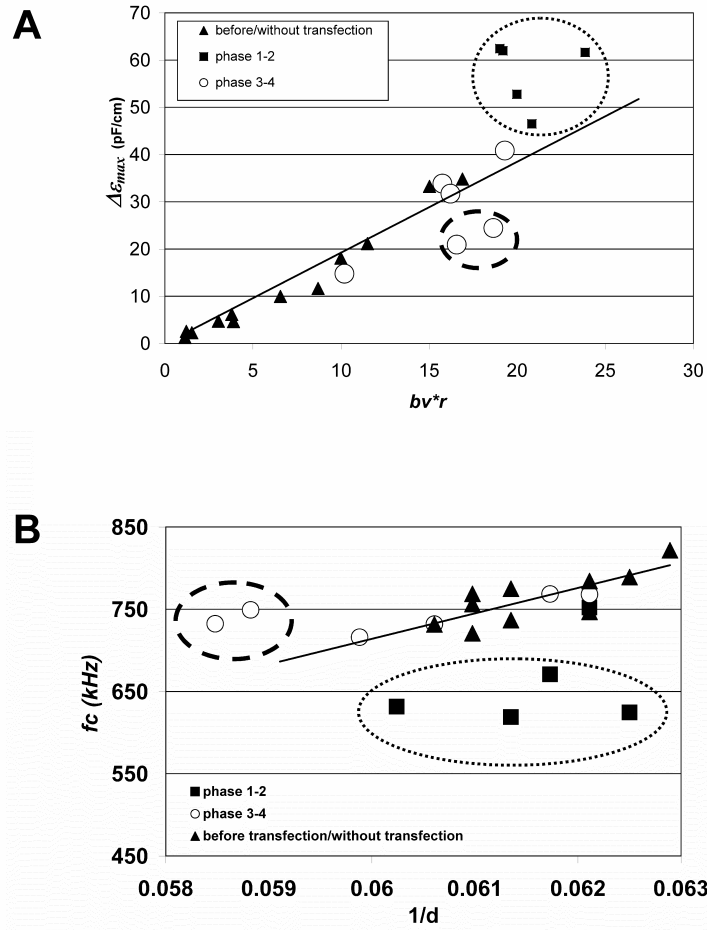 A
70
60
50
40
30
20
10
0
Δε max (pF/cm)
before/without transfection
phase 1-2
phase 3-4
0 5 10 15 20 25 30
bv*r
B
850
750
650
550
450
fc (kHz)
phase 1-2
phase 3-4
before transfection/without transfection
0.058 0.059 0.06 0.061 0.062 0.063
1/d